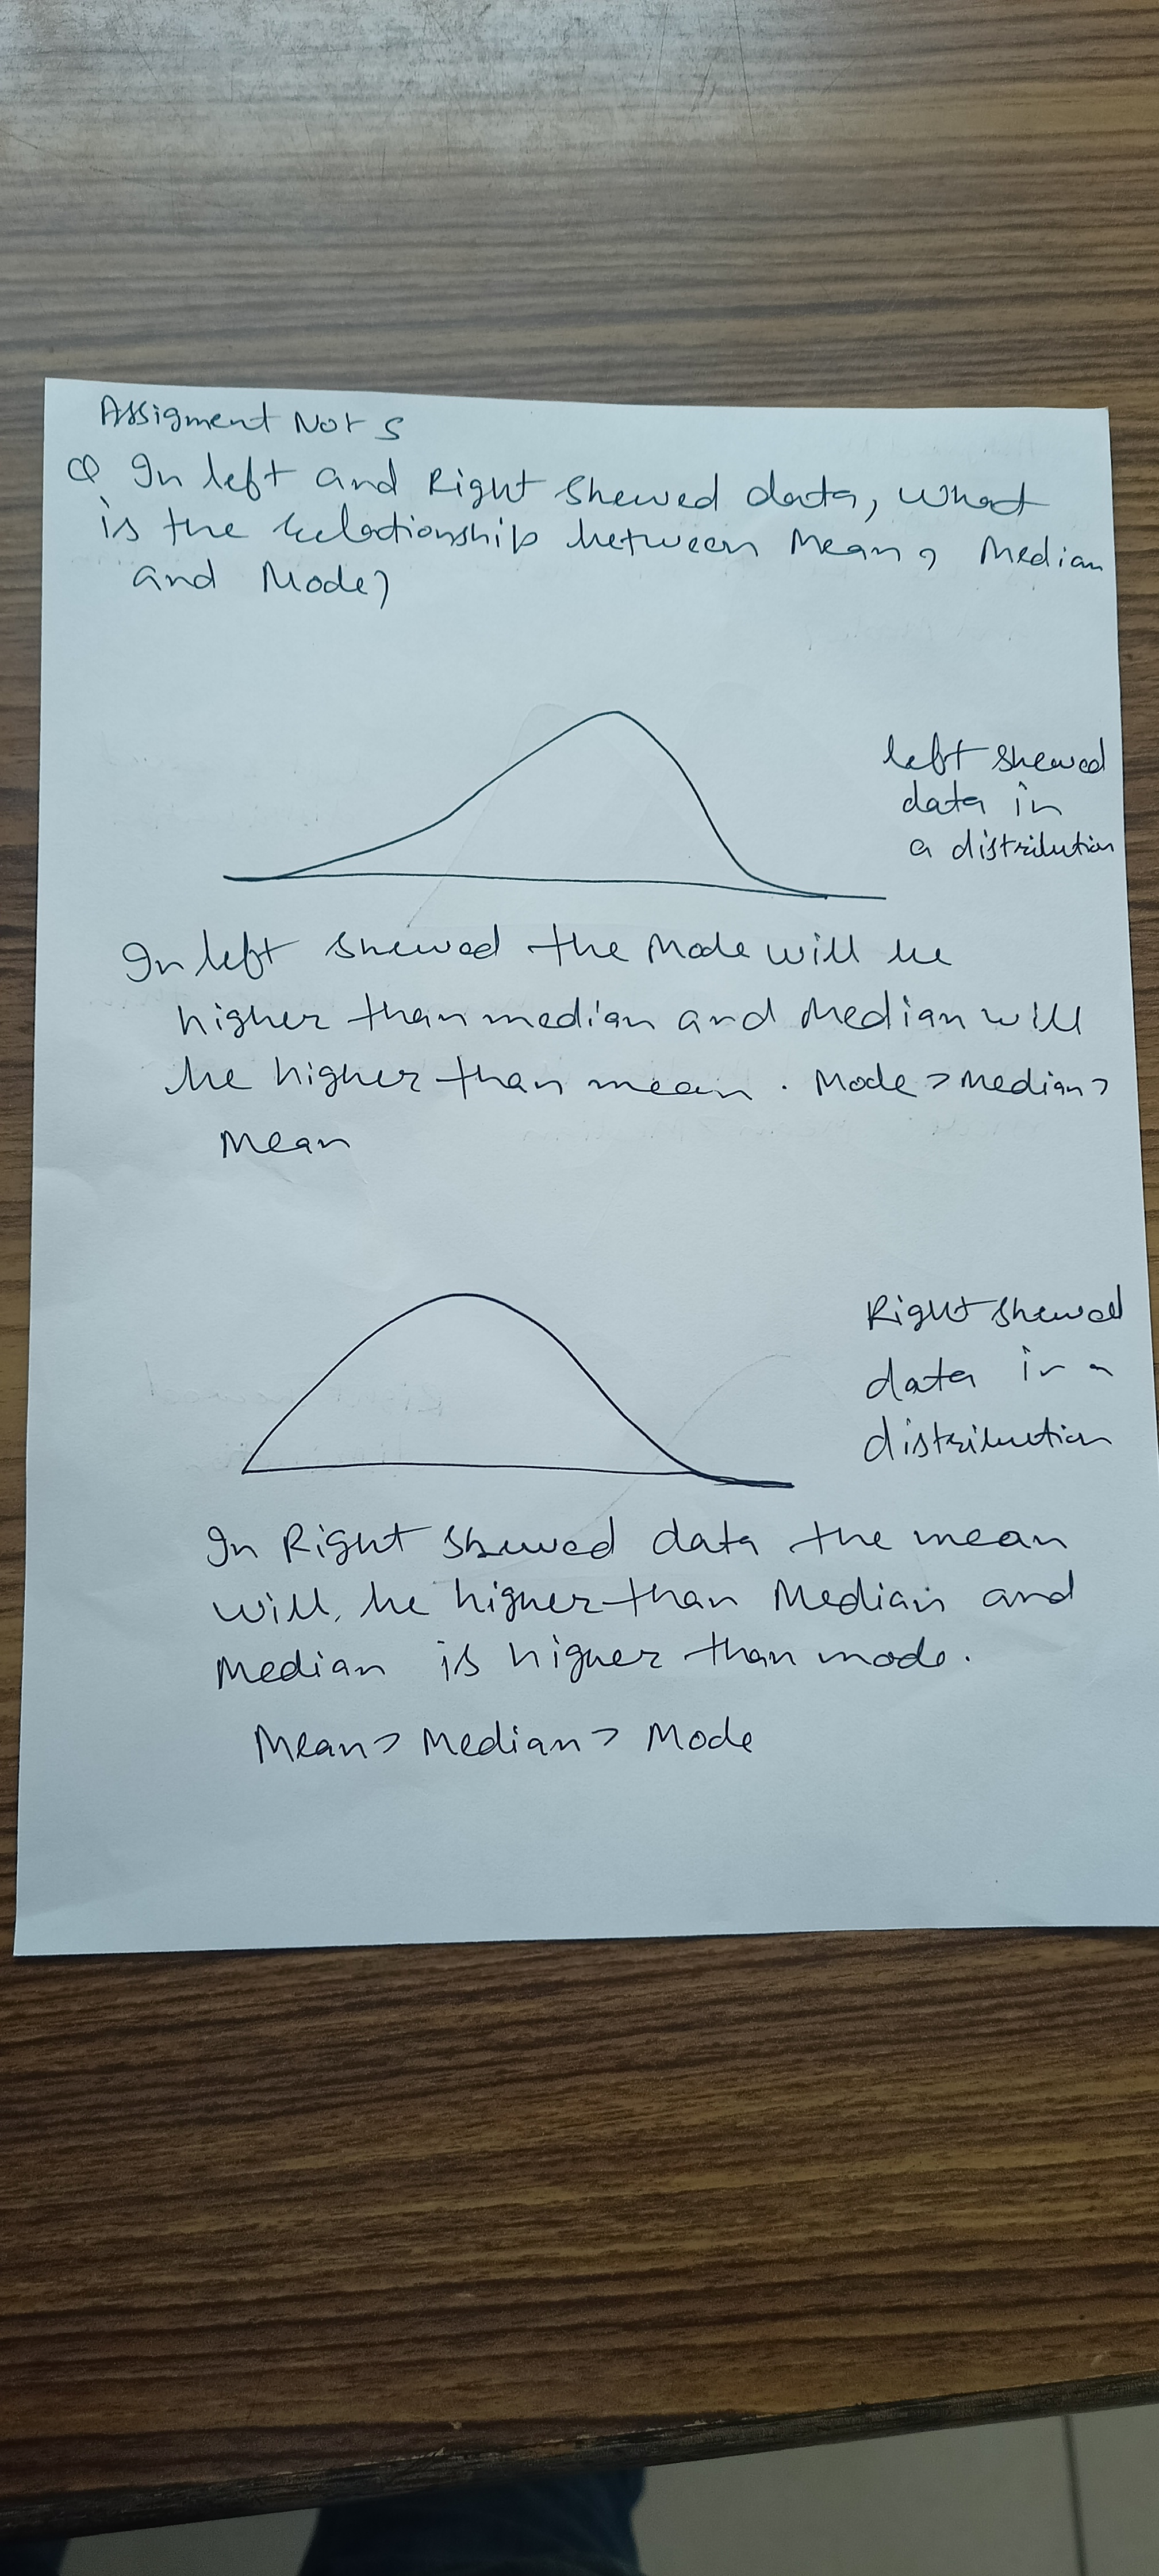 Assigment Not 5
Q In left and Right skewed data, what
is the relationship between Mean, Median
and Mode?
left skewed
data in
a distribution
In left skewed the Mode will be
higher than median and Median will
be higher than mean. Mode > Median >
Mean
Right skewed
data in a
distribution
In Right skewed data the mean
will be higher than Median and
Median is higher than mode.
Mean > Median > Mode